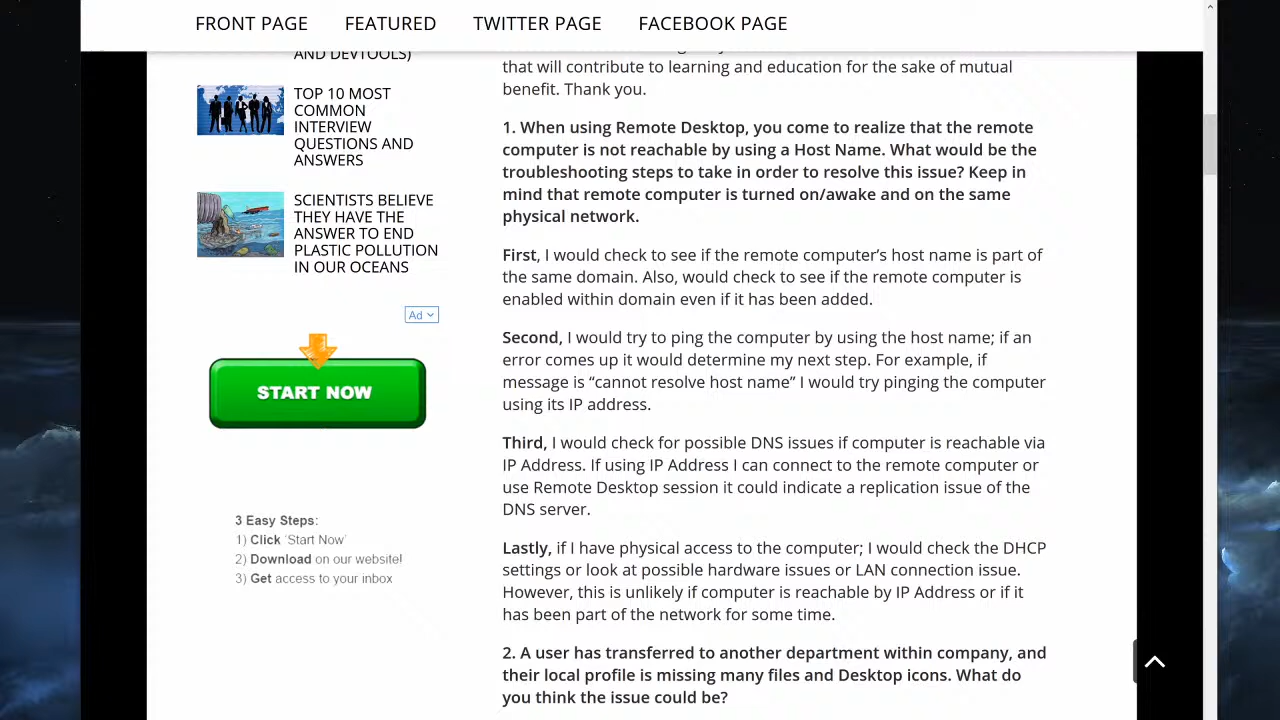 FRONT PAGE FEATURED TWITTER PAGE FACEBOOK PAGE
AND DEVTOOLS)
TOP 10 MOST
COMMON
INTERVIEW
QUESTIONS AND
ANSWERS
SCIENTISTS BELIEVE
THEY HAVE THE
ANSWER TO END
PLASTIC POLLUTION
IN OUR OCEANS
Ad
START NOW
3 Easy Steps:
1) Click 'Start Now'
2) Download on our website!
3) Get access to your inbox
that will contribute to learning and education for the sake of mutual
benefit. Thank you.
1. When using Remote Desktop, you come to realize that the remote
computer is not reachable by using a Host Name. What would be the
troubleshooting steps to take in order to resolve this issue? Keep in
mind that remote computer is turned on/awake and on the same
physical network.
First, I would check to see if the remote computer’s host name is part of
the same domain. Also, would check to see if the remote computer is
enabled within domain even if it has been added.
Second, I would try to ping the computer by using the host name; if an
error comes up it would determine my next step. For example, if
message is “cannot resolve host name” I would try pinging the computer
using its IP address.
Third, I would check for possible DNS issues if computer is reachable via
IP Address. If using IP Address I can connect to the remote computer or
use Remote Desktop session it could indicate a replication issue of the
DNS server.
Lastly, if I have physical access to the computer; I would check the DHCP
settings or look at possible hardware issues or LAN connection issue.
However, this is unlikely if computer is reachable by IP Address or if it
has been part of the network for some time.
2. A user has transferred to another department within company, and
their local profile is missing many files and Desktop icons. What do
you think the issue could be?